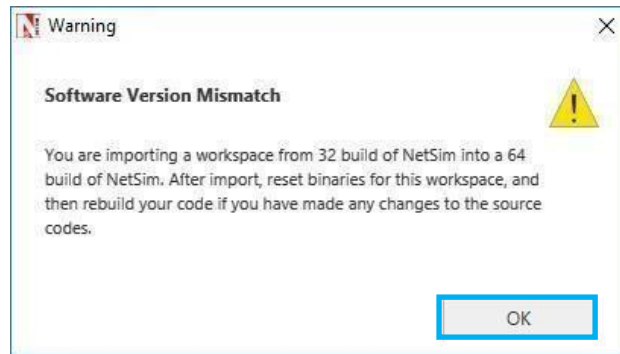 Warning
Software Version Mismatch
You are importing a workspace from 32 build of NetSim into a 64
build of NetSim. After import, reset binaries for this workspace, and
then rebuild your code if you have made any changes to the source
codes.
OK